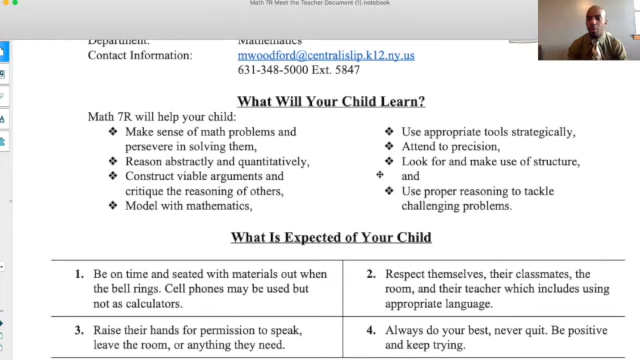 Math 7R Meet the Teacher Document (1).notebook
Department:
Mathematics
Contact Information:
mwoodford@centralislip.k12.ny.us
631-348-5000 Ext. 5847
What Will Your Child Learn?
Math 7R will help your child:
❖ Make sense of math problems and
persevere in solving them,
❖ Reason abstractly and quantitatively,
❖ Construct viable arguments and
critique the reasoning of others,
❖ Model with mathematics,
❖ Use appropriate tools strategically,
❖ Attend to precision,
❖ Look for and make use of structure,
and
❖ Use proper reasoning to tackle
challenging problems.
What Is Expected of Your Child
1. Be on time and seated with materials out when
the bell rings. Cell phones may be used but
not as calculators.
2. Respect themselves, their classmates, the
room, and their teacher which includes using
appropriate language.
3. Raise their hands for permission to speak,
leave the room, or anything they need.
4. Always do your best, never quit. Be positive
and keep trying.